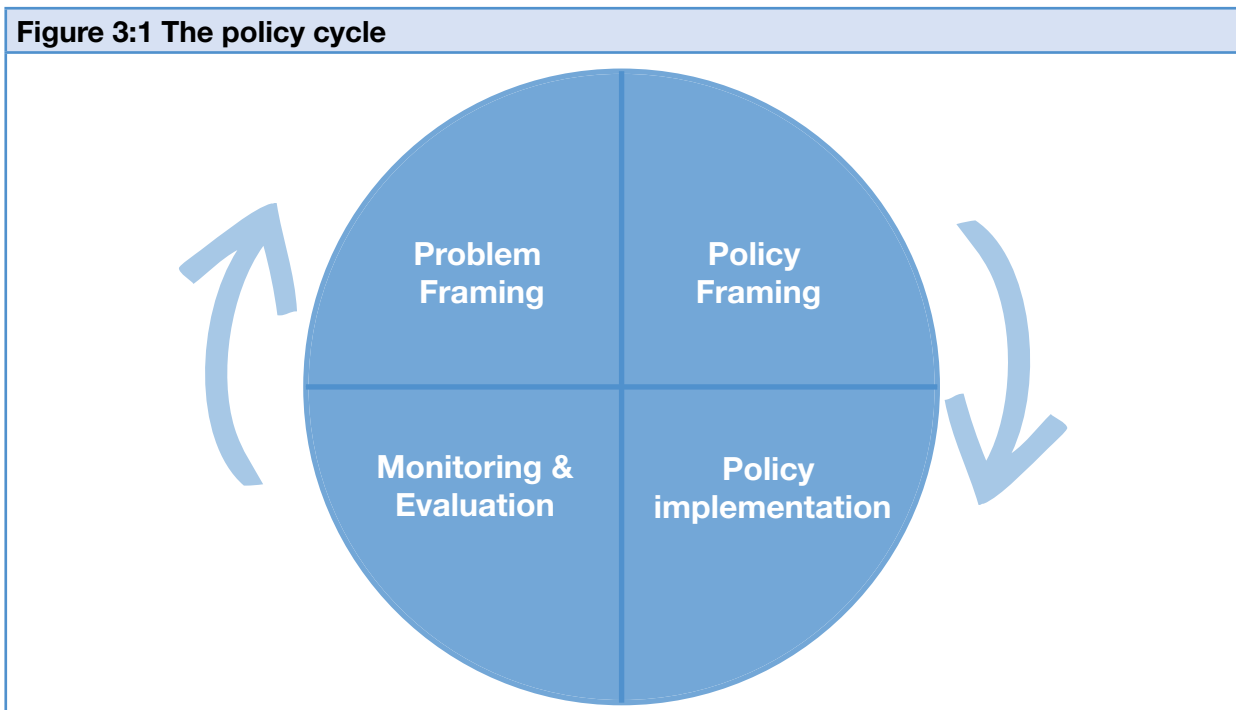 Figure 3:1 The policy cycle
Problem
Framing
Policy
Framing
Monitoring &
Evaluation
Policy
implementation